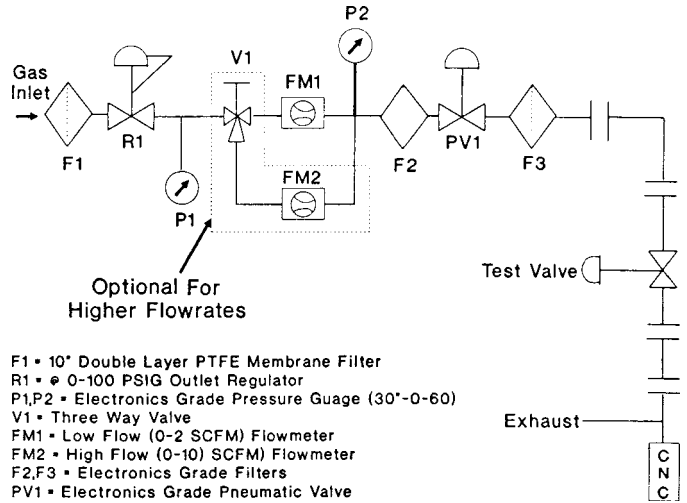 P2
V1
Gas
Inlet
FM1
F1
R1
F2
PV1
F3
P1
FM2
Optional For
Higher Flowrates
Test Valve
F1 = 10" Double Layer PTFE Membrane Filter
R1 = @ 0-100 PSIG Outlet Regulator
P1,P2 = Electronics Grade Pressure Guage (30"-0-60)
V1 = Three Way Valve
FM1 = Low Flow (0-2 SCFM) Flowmeter
FM2 = High Flow (0-10) SCFM) Flowmeter
F2,F3 = Electronics Grade Filters
PV1 = Electronics Grade Pneumatic Valve
Exhaust
C
N
C